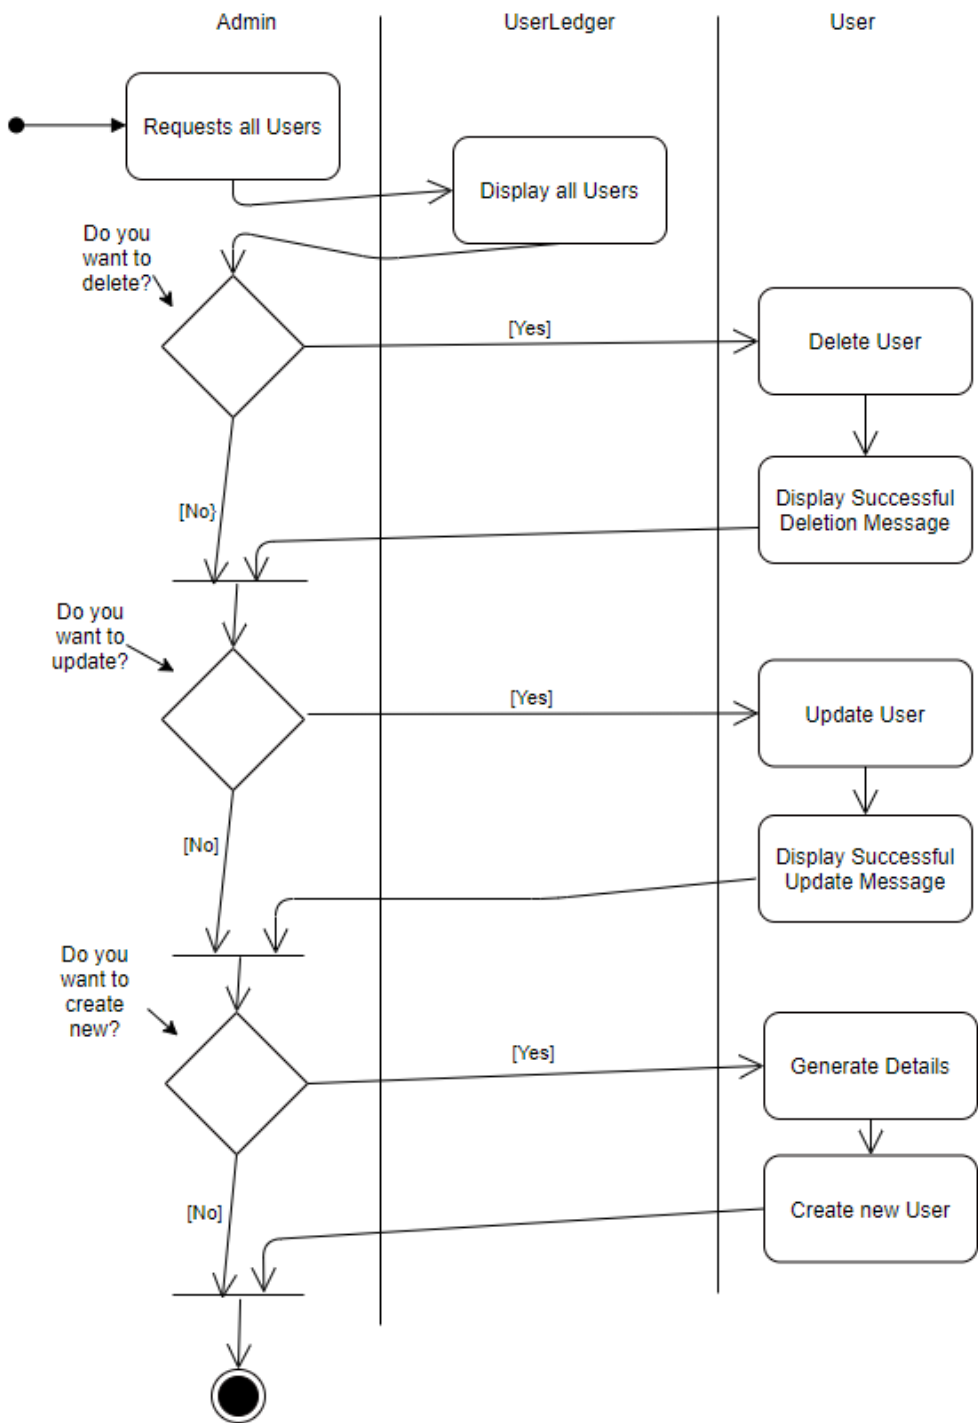 Admin
UserLedger
User
Requests all Users
Display all Users
Do you
want to
delete?
[Yes]
Delete User
[No}
Display Successful
Deletion Message
Do you
want to
update?
[Yes]
Update User
[No]
Display Successful
Update Message
Do you
want to
create
new?
[Yes]
Generate Details
[No]
Create new User